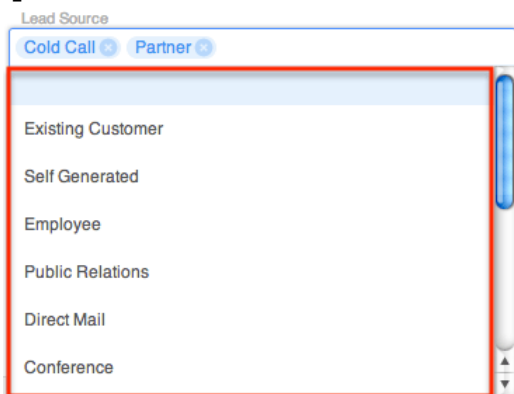 Lead Source
Cold Call Partner
Existing Customer
Self Generated
Employee
Public Relations
Direct Mail
Conference